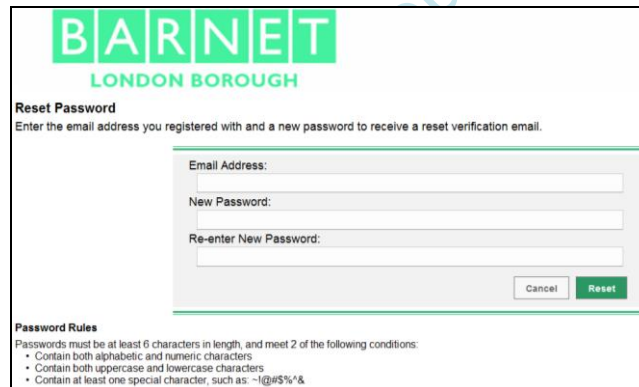 BARNET
LONDON BOROUGH
Reset Password
Enter the email address you registered with and a new password to receive a reset verification email.
Email Address:
New Password:
Re-enter New Password:
Cancel Reset
Password Rules
Passwords must be at least 6 characters in length, and meet 2 of the following conditions:
• Contain both alphabetic and numeric characters
• Contain both uppercase and lowercase characters
• Contain at least one special character, such as: ~!@#$%^&